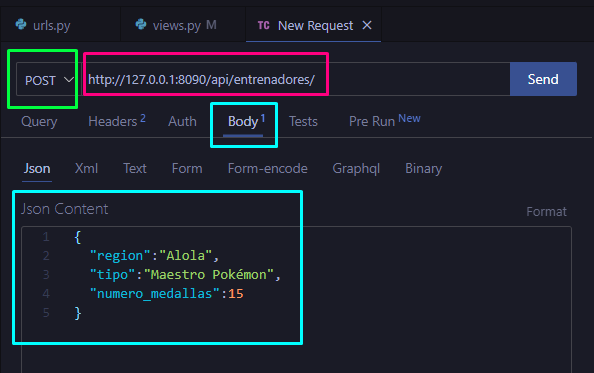 urls.py views.py M TC New Request ×
POST http://127.0.0.1:8090/api/entrenadores/ Send
Query Headers 2 Auth Body 1 Tests Pre Run New
Json Xml Text Form Form-encode Graphql Binary
Json Content Format
1 {
2 "region":"Alola",
3 "tipo":"Maestro Pokémon",
4 "numero_medallas":15
5 }